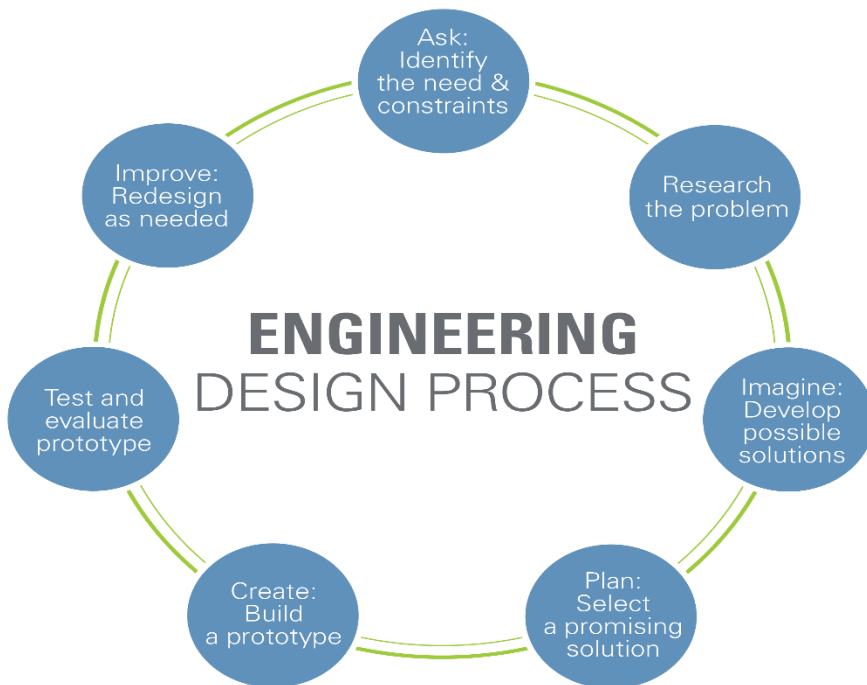 Ask:
Identify
the need &
constraints
Research
the problem
Imagine:
Develop
possible
solutions
Plan:
Select
a promising
solution
Create:
Build
a prototype
Test and
evaluate
prototype
Improve:
Redesign
as needed
ENGINEERING
DESIGN PROCESS